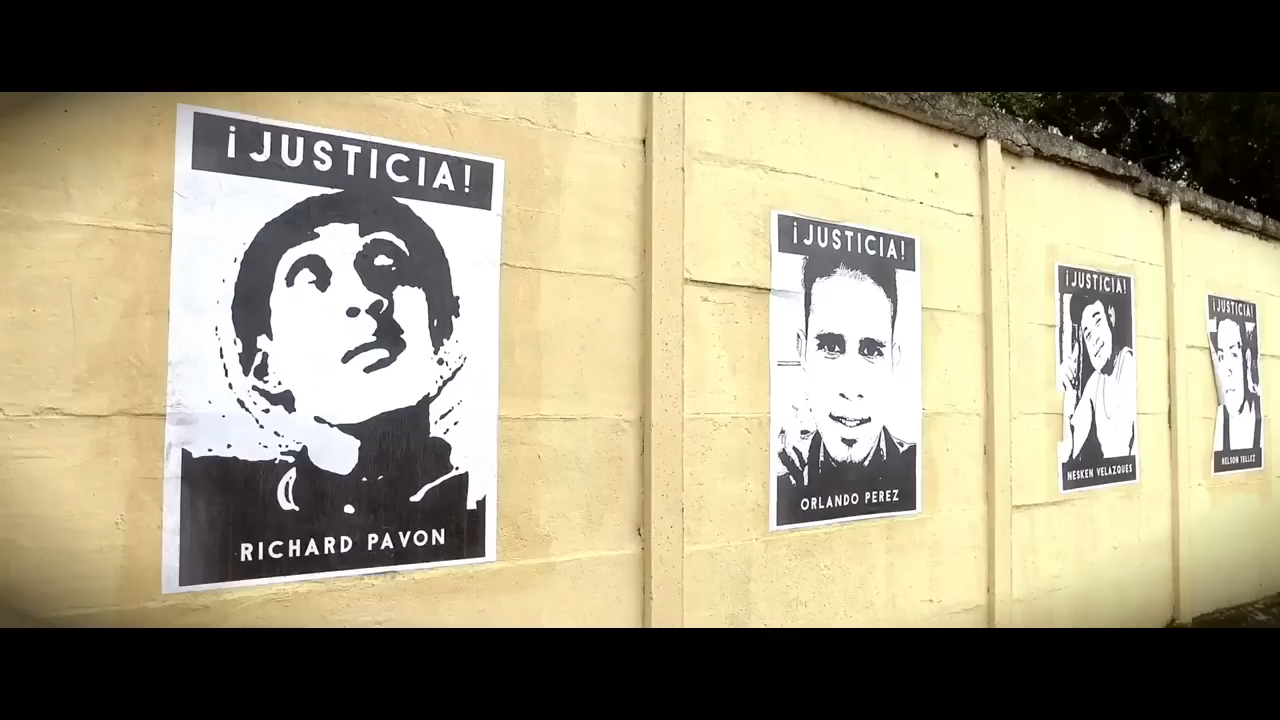 ¡JUSTICIA!
RICHARD PAVON
¡JUSTICIA!
ORLANDO PEREZ
¡JUSTICIA!
NESKEN VELAZQUES
¡JUSTICIA!
NELSON TELLEZ